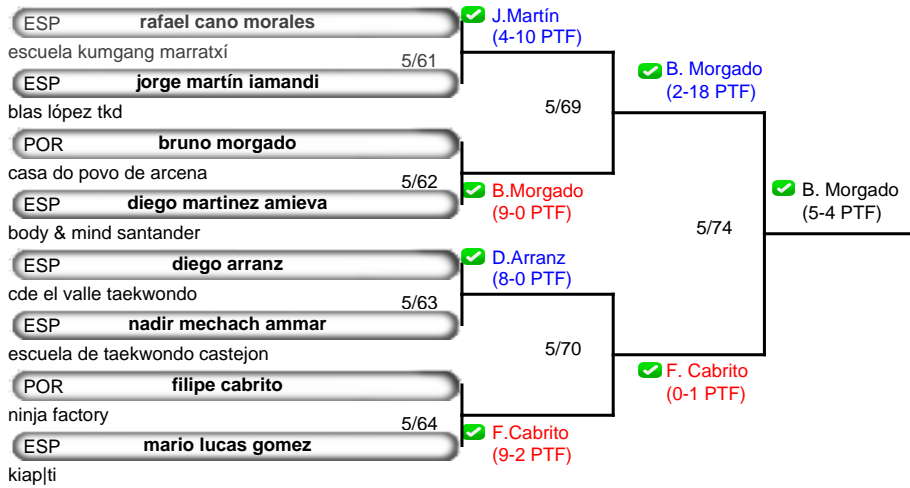 ESP rafael cano morales
J.Martín
(4-10 PTF)
escuela kumgang marratxí
5/61
ESP jorge martín iamandi
B. Morgado
(2-18 PTF)
blas lópez tkd
5/69
POR bruno morgado
casa do povo de arcena
5/62
B.Morgado
(9-0 PTF)
B. Morgado
(5-4 PTF)
ESP diego martinez amieva
body & mind santander
5/74
ESP diego arranz
D.Arranz
(8-0 PTF)
cde el valle taekwondo
5/63
ESP nadir mechach ammar
escuela de taekwondo castejon
5/70
POR filipe cabrito
F. Cabrito
(0-1 PTF)
ninja factory
5/64
ESP mario lucas gomez
F.Cabrito
(9-2 PTF)
kiap|ti